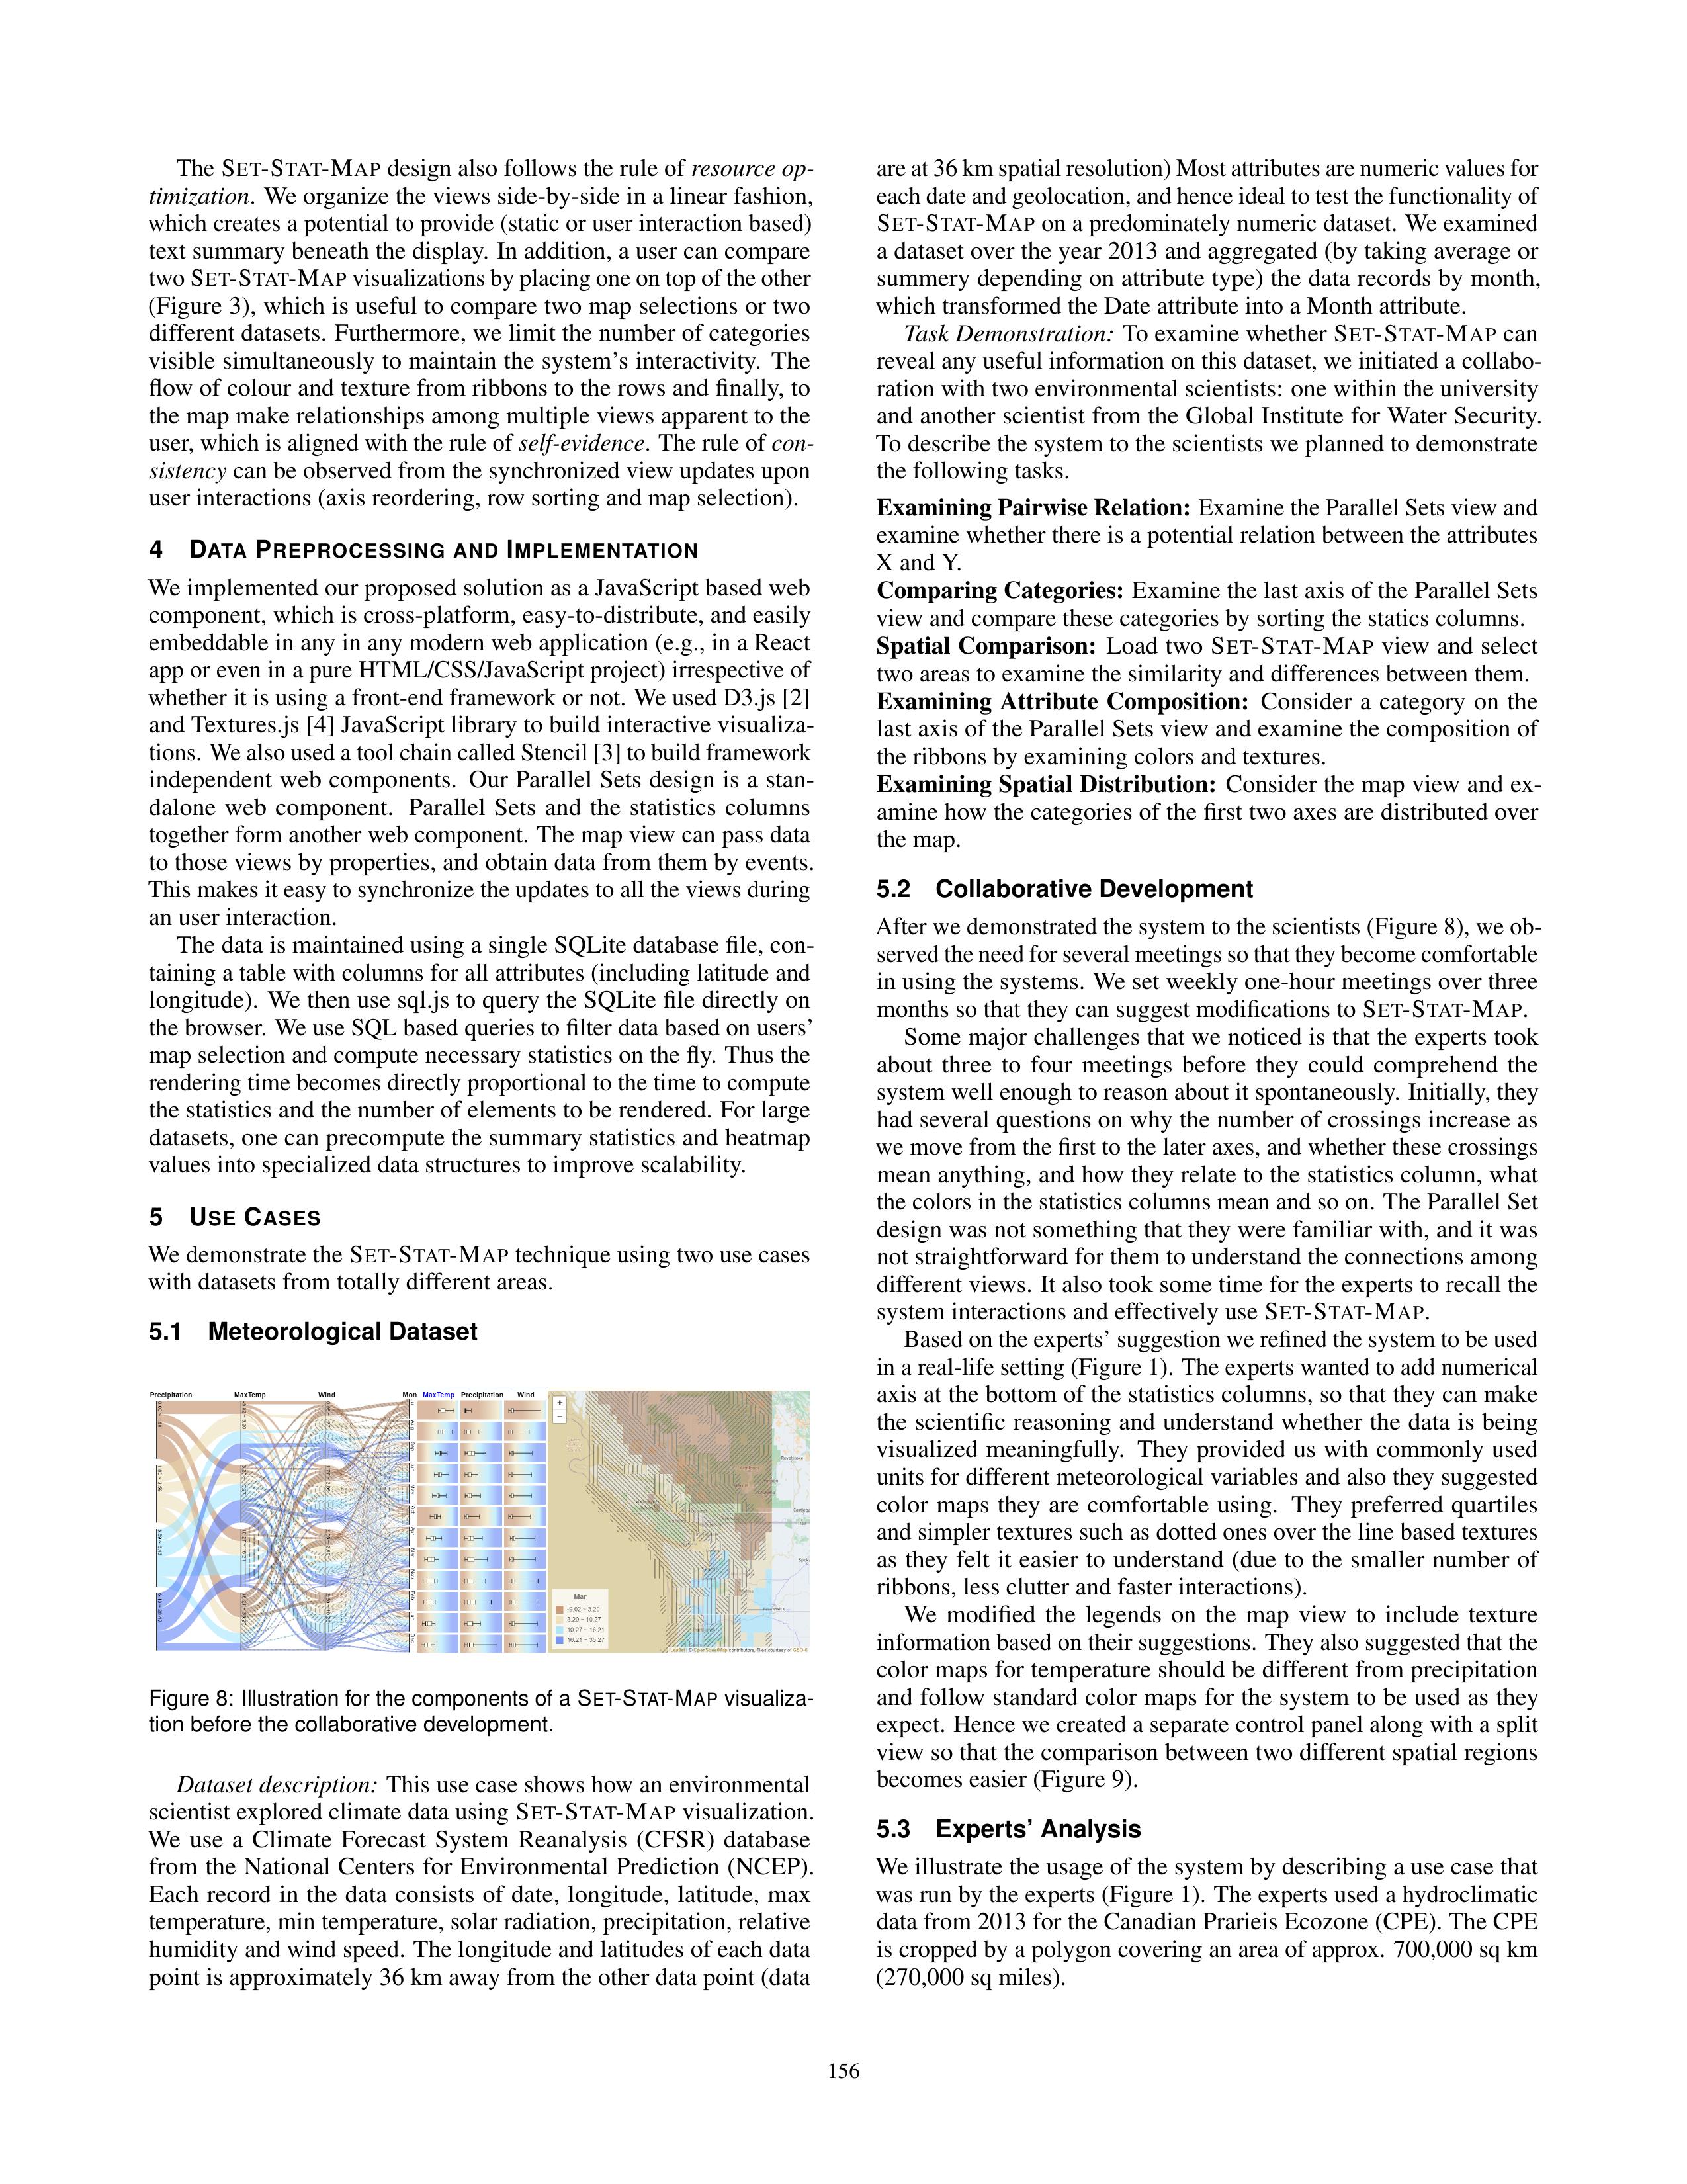 The SET-STAT-MAP design also follows the rule of resource op-
timization. We organize the views side-by-side in a linear fashion,
which creates a potential to provide (static or user interaction based)
text summary beneath the display. In addition, a user can compare
two SET-STAT-MAP visualizations by placing one on top of the other
(Figure 3), which is useful to compare two map selections or two
different datasets. Furthermore, we limit the number of categories
visible simultaneously to maintain the system's interactivity. The
flow of colour and texture from ribbons to the rows and finally, to
the map make relationships among multiple views apparent to the
user, which is aligned with the rule of self-evidence. The rule of con-
sistency can be observed from the synchronized view updates upon
user interactions (axis reordering, row sorting and map selection).
4 DATA PREPROCESSING AND IMPLEMENTATION
We implemented our proposed solution as a JavaScript based web
component, which is cross-platform, easy-to-distribute, and easily
embeddable in any in any modern web application (e.g., in a React
app or even in a pure HTML/CSS/JavaScript project) irrespective of
whether it is using a front-end framework or not. We used D3.js [2]
and Textures.js [4] JavaScript library to build interactive visualiza-
tions. We also used a tool chain called Stencil [3] to build framework
independent web components. Our Parallel Sets design is a stan-
dalone web component. Parallel Sets and the statistics columns
together form another web component. The map view can pass data
to those views by properties, and obtain data from them by events.
This makes it easy to synchronize the updates to all the views during
an user interaction.
The data is maintained using a single SQLite database file, con-
taining a table with columns for all attributes (including latitude and
longitude). We then use sql.js to query the SQLite file directly on
the browser. We use SQL based queries to filter data based on users'
map selection and compute necessary statistics on the fly. Thus the
rendering time becomes directly proportional to the time to compute
the statistics and the number of elements to be rendered. For large
datasets, one can precompute the summary statistics and heatmap
values into specialized data structures to improve scalability.
5 USE CASES
We demonstrate the SET-STAT-MAP technique using two use cases
with datasets from totally different areas.
5.1 Meteorological Dataset
Precipitation MaxTemp Wind Mon MaxTemp Precipitation Wind
Mar
-9.02 ~ 3.20
3.20 ~ 10.27
10.27 ~ 16.21
16.21 ~ 35.27
Figure 8: Illustration for the components of a SET-STAT-MAP visualiza-
tion before the collaborative development.
Dataset description: This use case shows how an environmental
scientist explored climate data using SET-STAT-MAP visualization.
We use a Climate Forecast System Reanalysis (CFSR) database
from the National Centers for Environmental Prediction (NCEP).
Each record in the data consists of date, longitude, latitude, max
temperature, min temperature, solar radiation, precipitation, relative
humidity and wind speed. The longitude and latitudes of each data
point is approximately 36 km away from the other data point (data
are at 36 km spatial resolution) Most attributes are numeric values for
each date and geolocation, and hence ideal to test the functionality of
SET-STAT-MAP on a predominately numeric dataset. We examined
a dataset over the year 2013 and aggregated (by taking average or
summery depending on attribute type) the data records by month,
which transformed the Date attribute into a Month attribute.
Task Demonstration: To examine whether SET-STAT-MAP can
reveal any useful information on this dataset, we initiated a collabo-
ration with two environmental scientists: one within the university
and another scientist from the Global Institute for Water Security.
To describe the system to the scientists we planned to demonstrate
the following tasks.
Examining Pairwise Relation: Examine the Parallel Sets view and
examine whether there is a potential relation between the attributes
X and Y.
Comparing Categories: Examine the last axis of the Parallel Sets
view and compare these categories by sorting the statics columns.
Spatial Comparison: Load two SET-STAT-MAP view and select
two areas to examine the similarity and differences between them.
Examining Attribute Composition: Consider a category on the
last axis of the Parallel Sets view and examine the composition of
the ribbons by examining colors and textures.
Examining Spatial Distribution: Consider the map view and ex-
amine how the categories of the first two axes are distributed over
the map.
5.2 Collaborative Development
After we demonstrated the system to the scientists (Figure 8), we ob-
served the need for several meetings so that they become comfortable
in using the systems. We set weekly one-hour meetings over three
months so that they can suggest modifications to SET-STAT-MAP.
Some major challenges that we noticed is that the experts took
about three to four meetings before they could comprehend the
system well enough to reason about it spontaneously. Initially, they
had several questions on why the number of crossings increase as
we move from the first to the later axes, and whether these crossings
mean anything, and how they relate to the statistics column, what
the colors in the statistics columns mean and so on. The Parallel Set
design was not something that they were familiar with, and it was
not straightforward for them to understand the connections among
different views. It also took some time for the experts to recall the
system interactions and effectively use SET-STAT-MAP.
Based on the experts' suggestion we refined the system to be used
in a real-life setting (Figure 1). The experts wanted to add numerical
axis at the bottom of the statistics columns, so that they can make
the scientific reasoning and understand whether the data is being
visualized meaningfully. They provided us with commonly used
units for different meteorological variables and also they suggested
color maps they are comfortable using. They preferred quartiles
and simpler textures such as dotted ones over the line based textures
as they felt it easier to understand (due to the smaller number of
ribbons, less clutter and faster interactions).
We modified the legends on the map view to include texture
information based on their suggestions. They also suggested that the
color maps for temperature should be different from precipitation
and follow standard color maps for the system to be used as they
expect. Hence we created a separate control panel along with a split
view so that the comparison between two different spatial regions
becomes easier (Figure 9).
5.3 Experts' Analysis
We illustrate the usage of the system by describing a use case that
was run by the experts (Figure 1). The experts used a hydroclimatic
data from 2013 for the Canadian Prarieis Ecozone (CPE). The CPE
is cropped by a polygon covering an area of approx. 700,000 sq km
(270,000 sq miles).
156